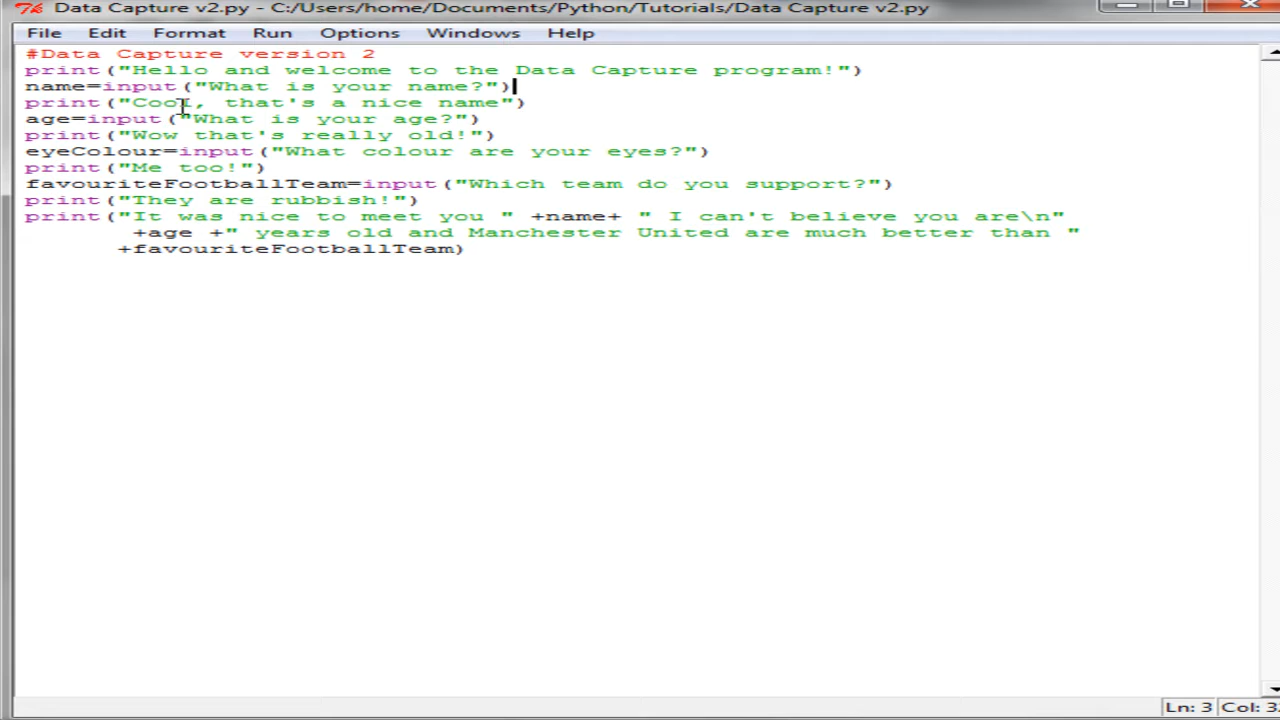 Data Capture v2.py - C:/Users/home/Documents/Python/Tutorials/Data Capture v2.py
File Edit Format Run Options Windows Help
#Data Capture version 2
print("Hello and welcome to the Data Capture program!")
name=input("What is your name?")
print("Cool, that's a nice name")
age=input("What is your age?")
print("Wow that's really old!")
eyeColour=input("What colour are your eyes?")
print("Me too!")
favouriteFootballTeam=input("Which team do you support?")
print("They are rubbish!")
print("It was nice to meet you " +name+ " I can't believe you are\n"
+age +" years old and Manchester United are much better than "
+favouriteFootballTeam)
Ln: 3 Col: 3